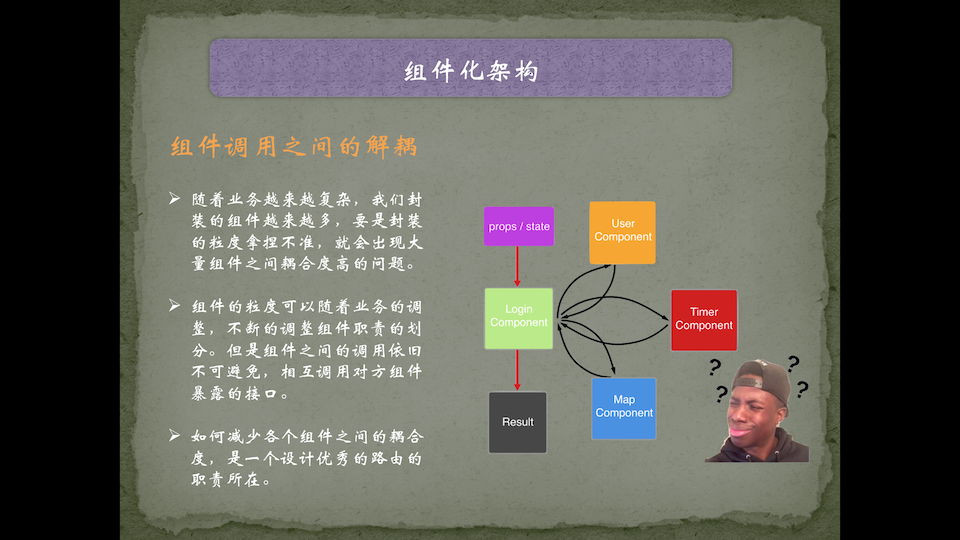 组件化架构
组件调用之间的解耦
随着业务越来越复杂，我们封
装的组件越来越多，要是封装
的粒度拿捏不准，就会出现大
量组件之间耦合度高的问题。
组件的粒度可以随着业务的调
整，不断的调整组件职责的划
分。但是组件之间的调用依旧
不可避免，相互调用对方组件
暴露的接口。
如何减少各个组件之间的耦合
度，是一个设计优秀的路由的
职责所在。
props / state
User
Component
Login
Component
Timer
Component
Map
Component
Result
? ?
? ?